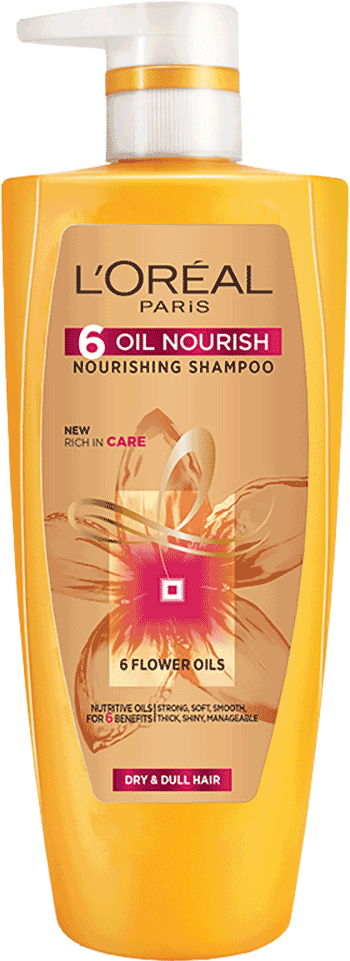 L'ORÉAL
PARiS
6 OIL NOURISH
NOURISHING SHAMPOO
NEW
RICH IN CARE
6 FLOWER OILS
NUTRITIVE OILS STRONG, SOFT, SMOOTH,
FOR 6 BENEFITS THICK, SHINY, MANAGEABLE
DRY & DULL HAIR